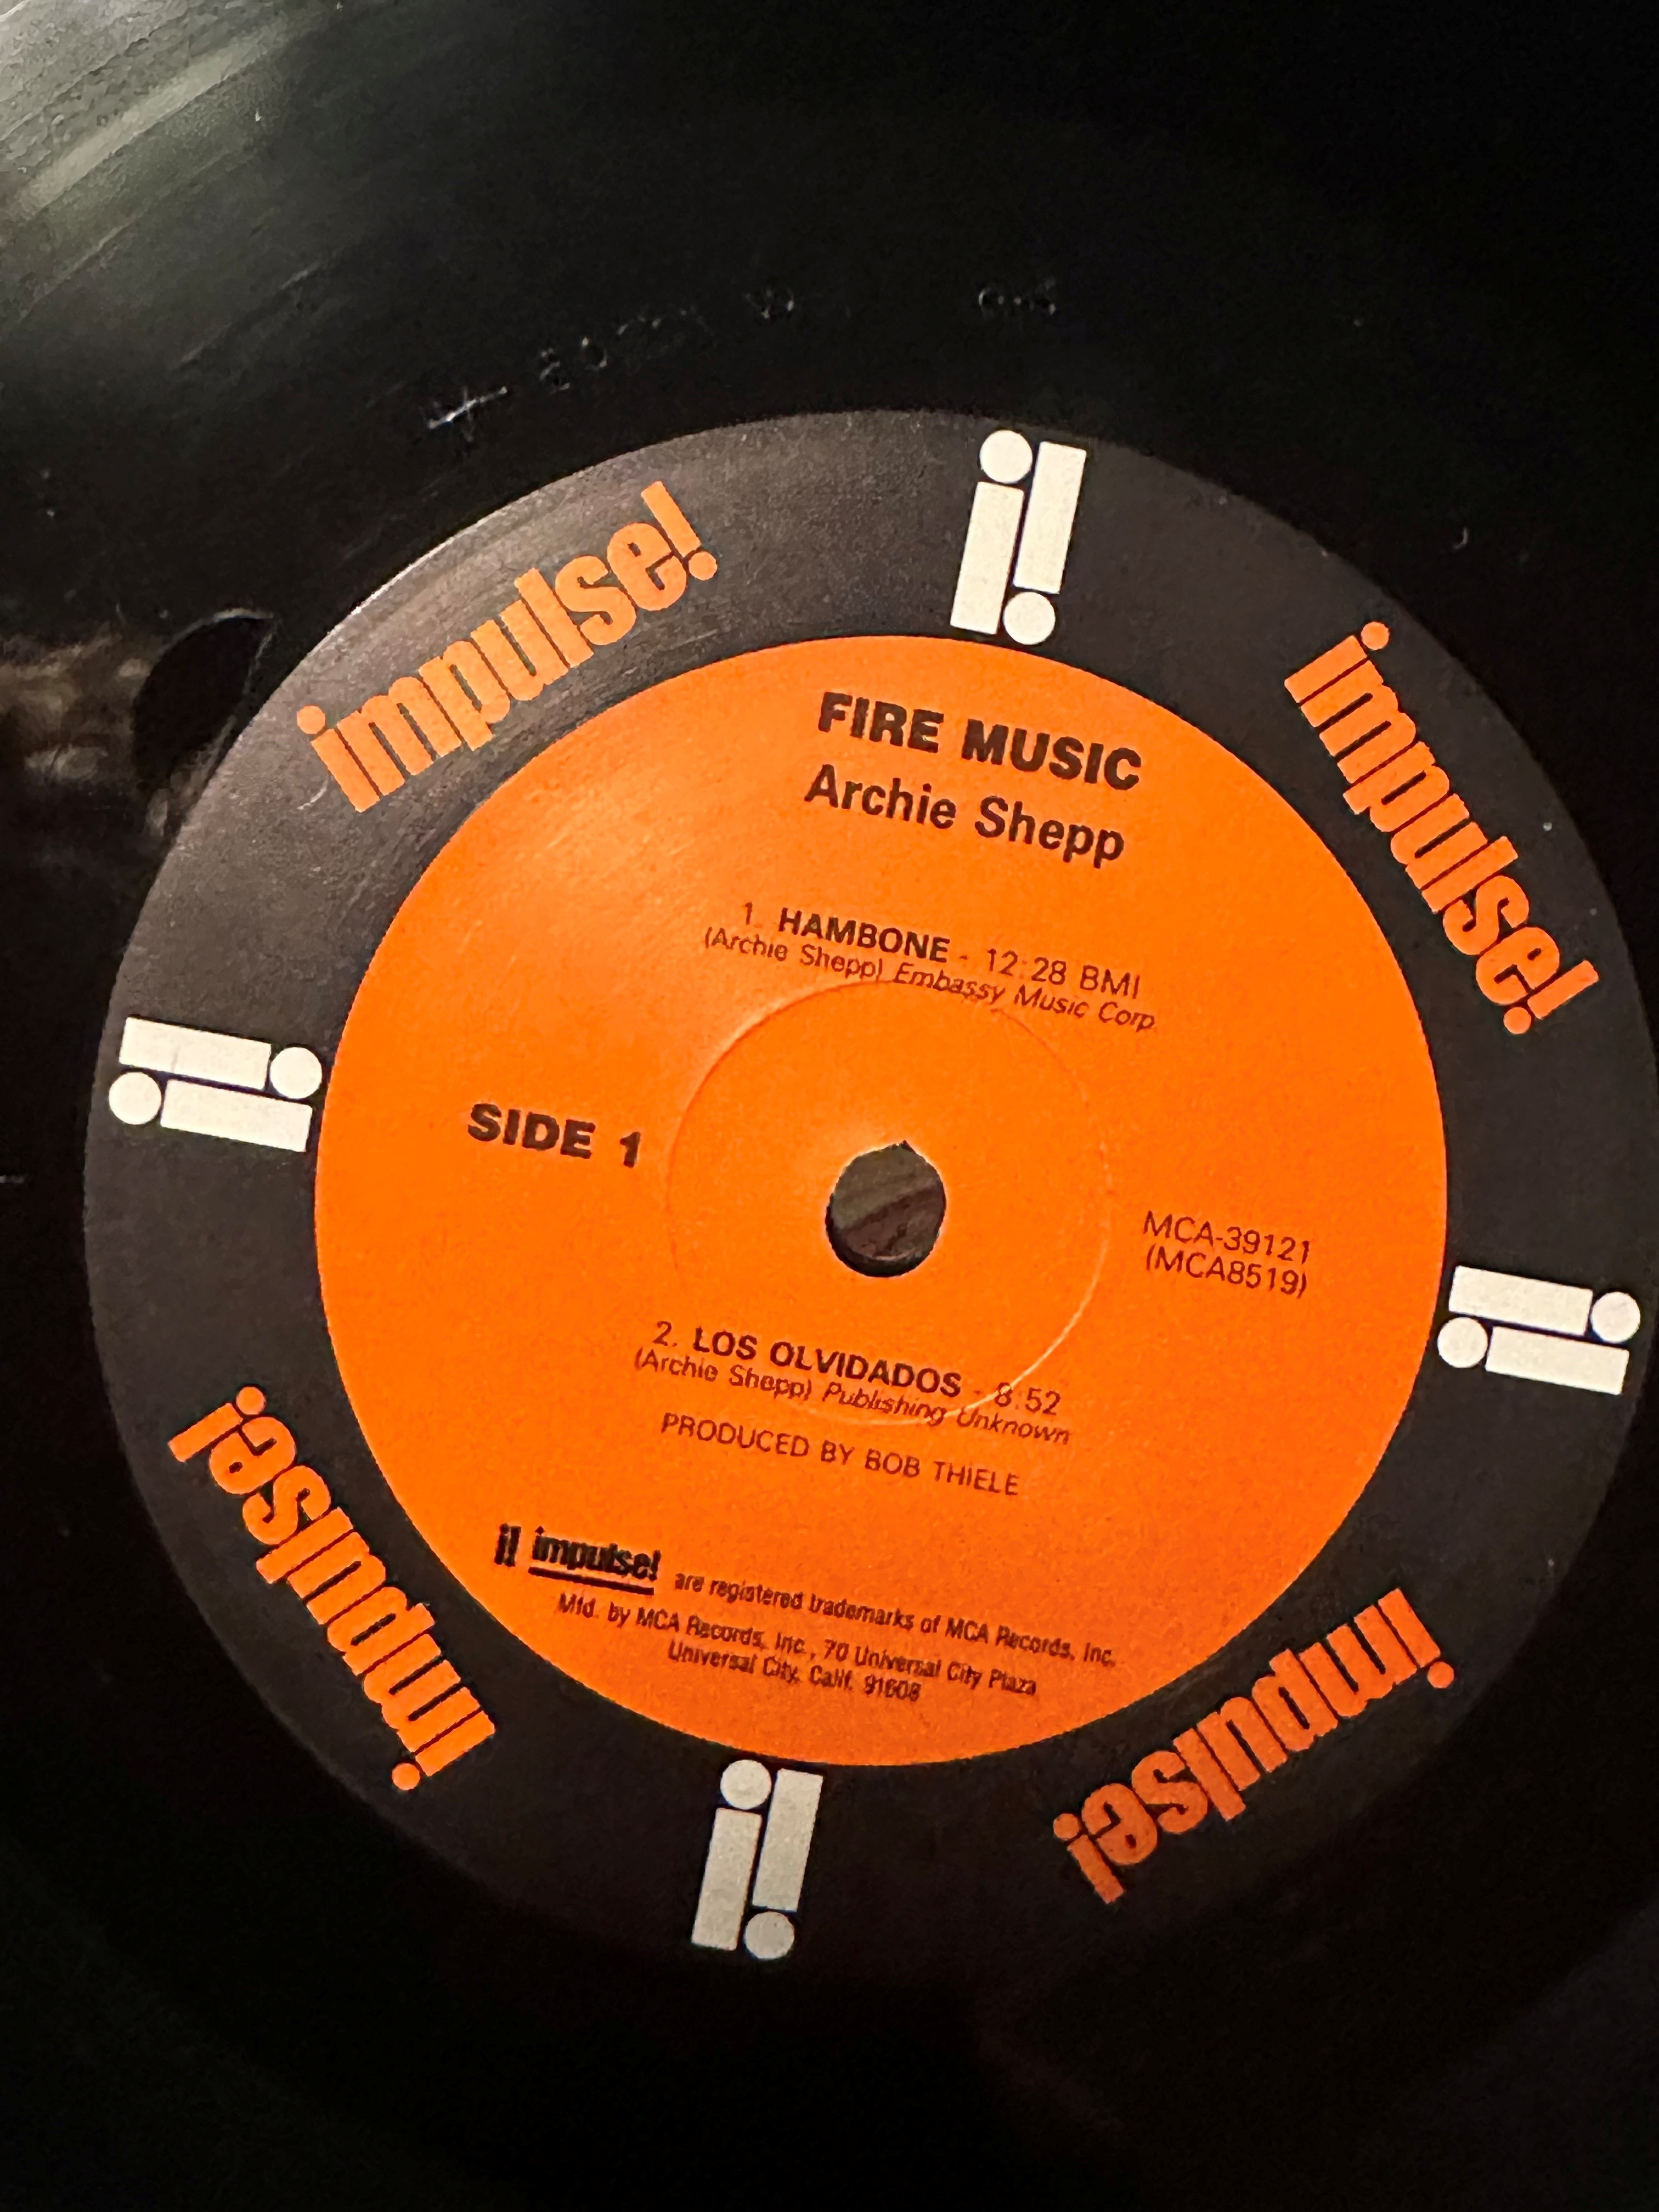 impulse!
impulse!
FIRE MUSIC
Archie Shepp
1. HAMBONE - 12:28 BMI
(Archie Shepp) Embassy Music Corp.
SIDE 1
MCA-39121
(MCA8519)
2. LOS OLVIDADOS - 8:52
(Archie Shepp) Publishing Unknown
PRODUCED BY BOB THIELE
i! impulse! are registered trademarks of MCA Records, Inc.
Mfd. by MCA Records, Inc., 70 Universal City Plaza
Universal City, Calif. 91608
impulse!
impulse!